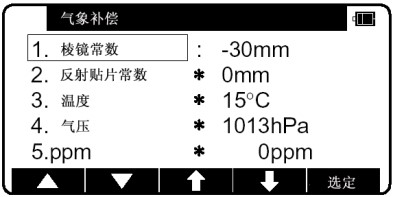 气象补偿
1. 棱镜常数 : -30mm
2. 反射贴片常数 * 0mm
3. 温度 * 15°C
4. 气压 * 1013hPa
5.ppm * 0ppm
选定